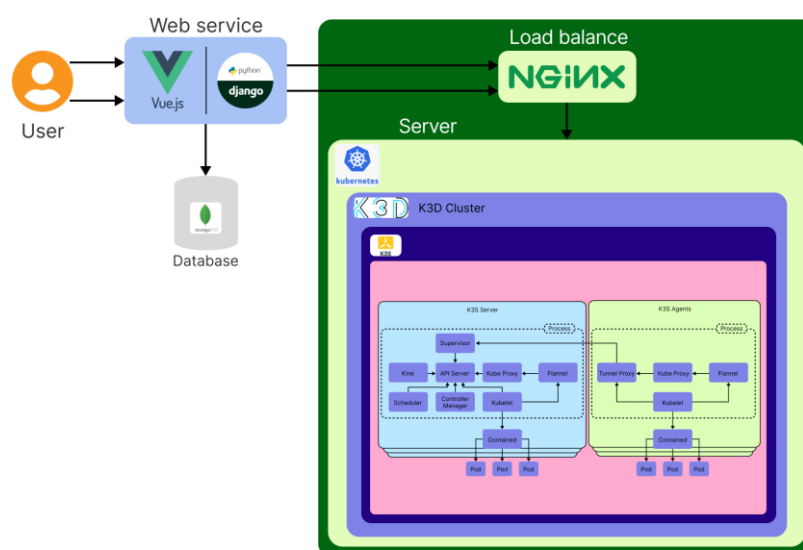 Web service
Load balance
Vue.js
python
django
NGINX
User
Server
kubernetes
K3D
K3D Cluster
mongoDB
Database
K3S
K3S Server
K3S Agents
Process
Process
Supervisor
Kine
API Server
Kube Proxy
Flannel
Tunnel Proxy
Kube Proxy
Flannel
Scheduler
Controller
Manager
Kubelet
Kubelet
Contained
Contained
Pod
Pod
Pod
Pod
Pod
Pod